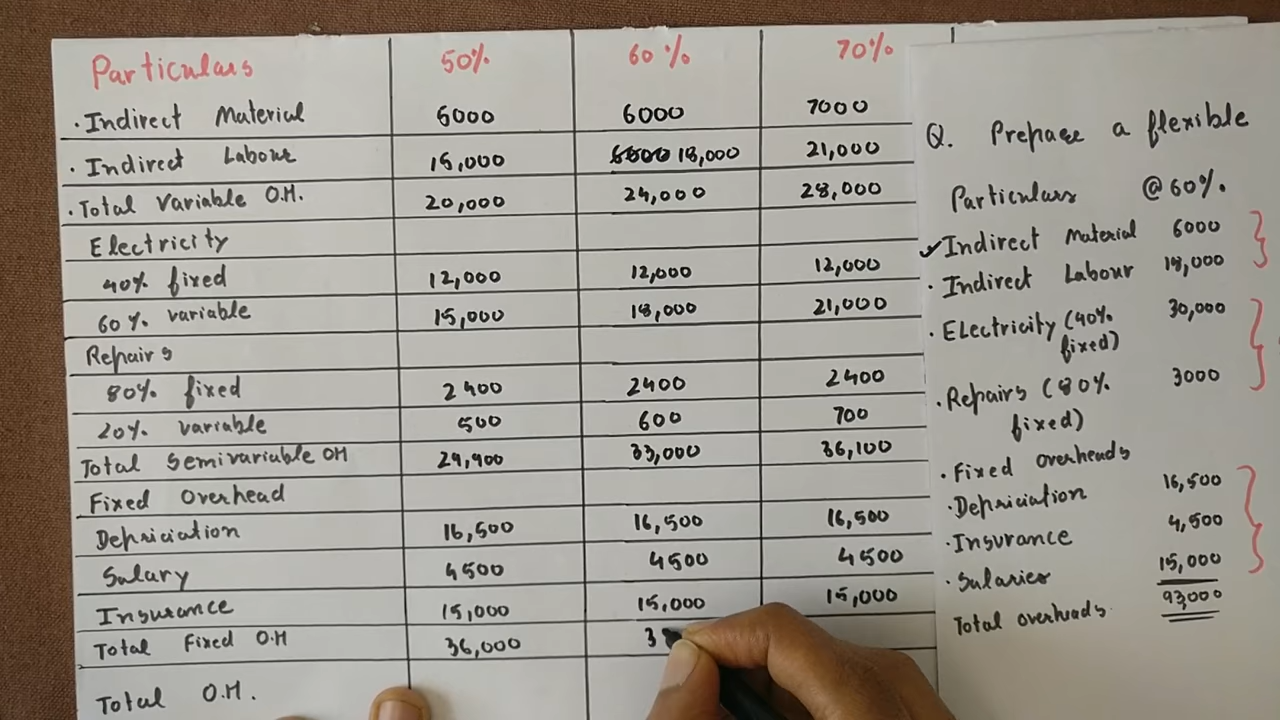 Particulars 50% 60% 70%
. Indirect Material 5000 6000 7000
. Indirect Labour 15,000 18,000 21,000
. Total Variable O.H. 20,000 24,000 28,000
Electricity
40% fixed 12,000 12,000 12,000
60% variable 15,000 18,000 21,000
Repairs
80% fixed 2400 2400 2400
20% variable 500 600 700
Total Semivariable OH 29,900 33,000 36,100
Fixed Overhead
Depriciation 16,500 16,500 16,500
Salary 4500 4500 4500
Insurance 15,000 15,000 15,000
Total Fixed O.H 36,000 3
Total O.H.
Q. Prepare a flexible
Particulars @ 60%.
✓ Indirect Material 6000
. Indirect Labour 18,000
. Electricity (40% 30,000
fixed)
. Repairs (80% 3000
fixed)
. Fixed overheads
. Depriciation 16,500
. Insurance 4,500
. Salaries 15,000
Total overheads 93,000